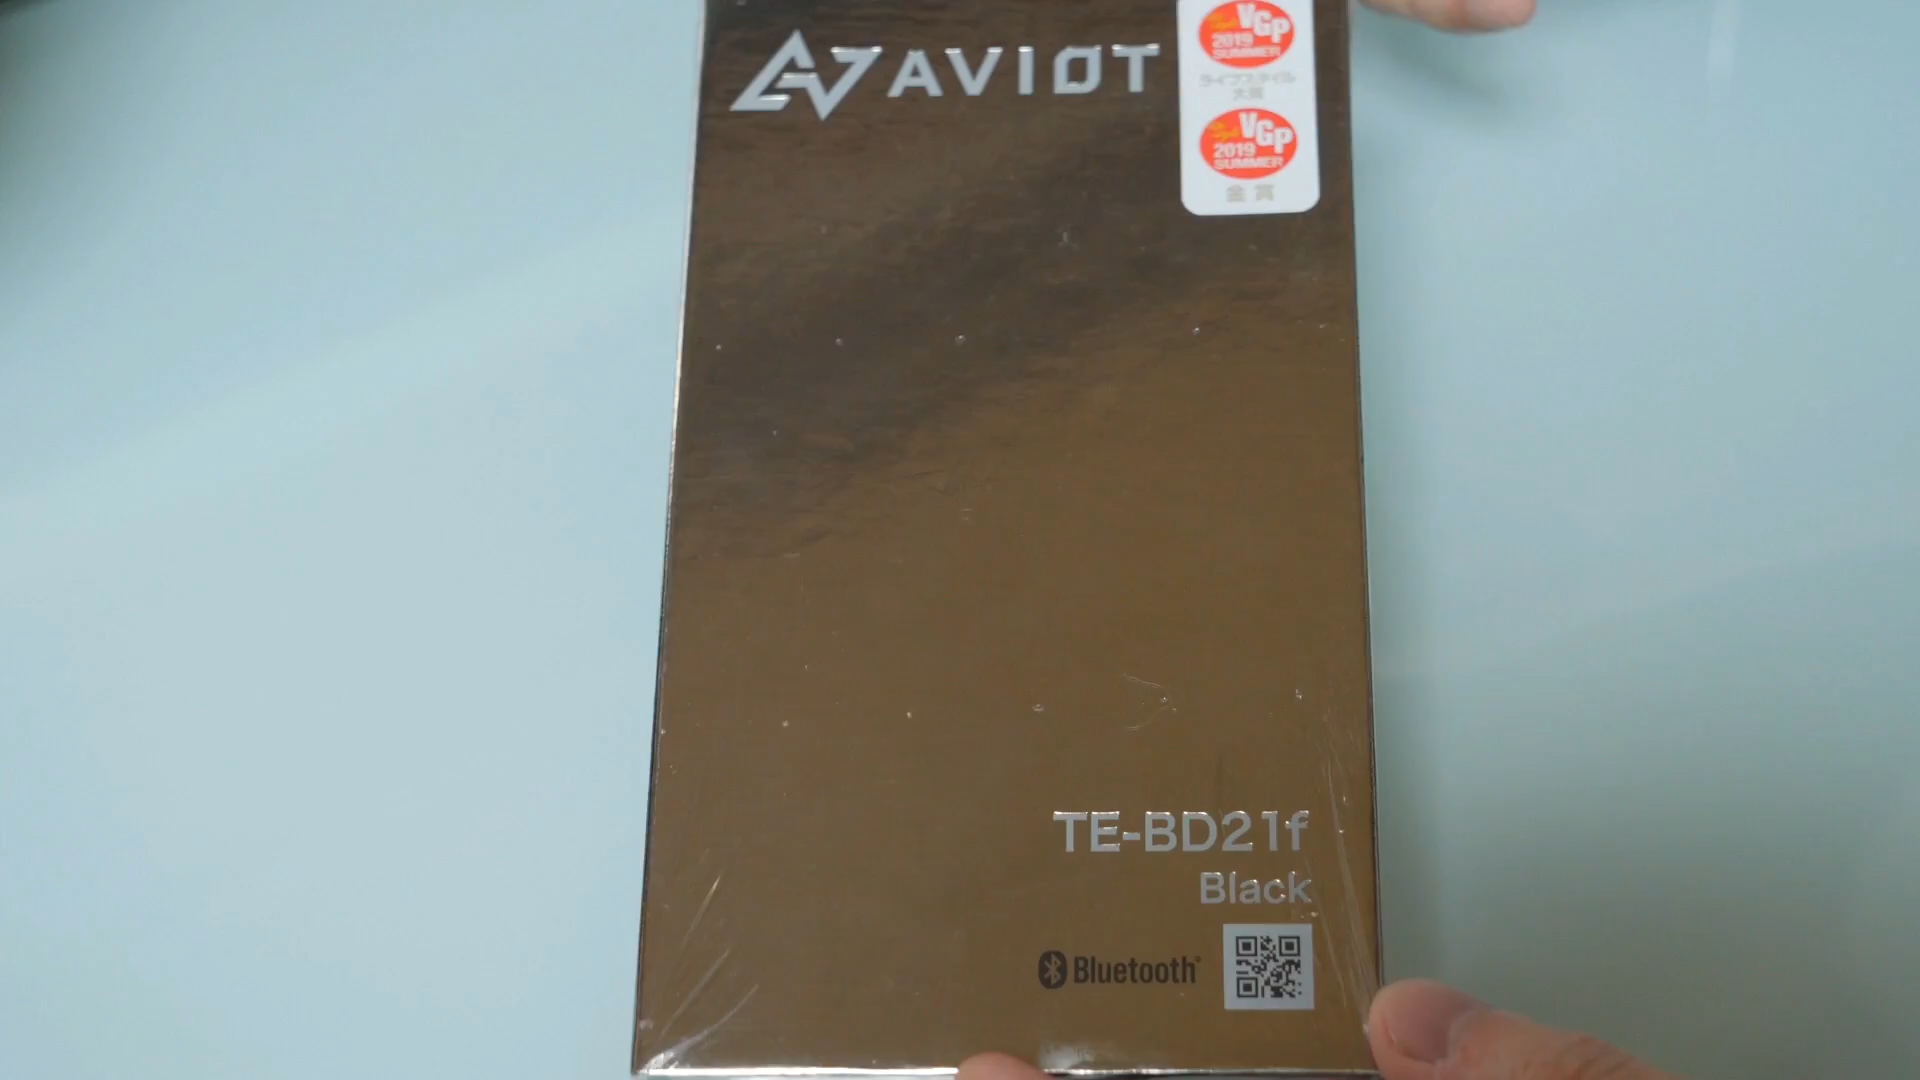 AVIOT
VGP
2019
SUMMER
ライフスタイル
大賞
VGP
2019
SUMMER
金賞
TE-BD21f
Black
Bluetooth®